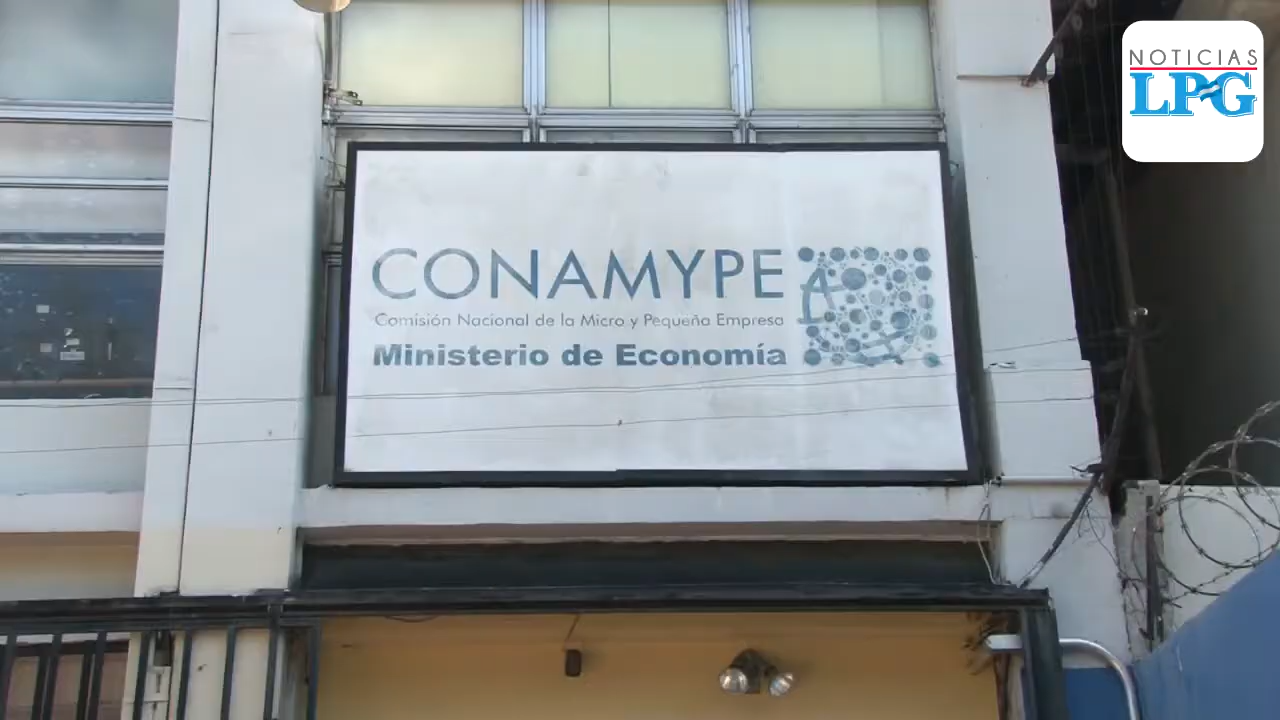 NOTICIAS
LPG
CONAMYPE
Comisión Nacional de la Micro y Pequeña Empresa
Ministerio de Economía